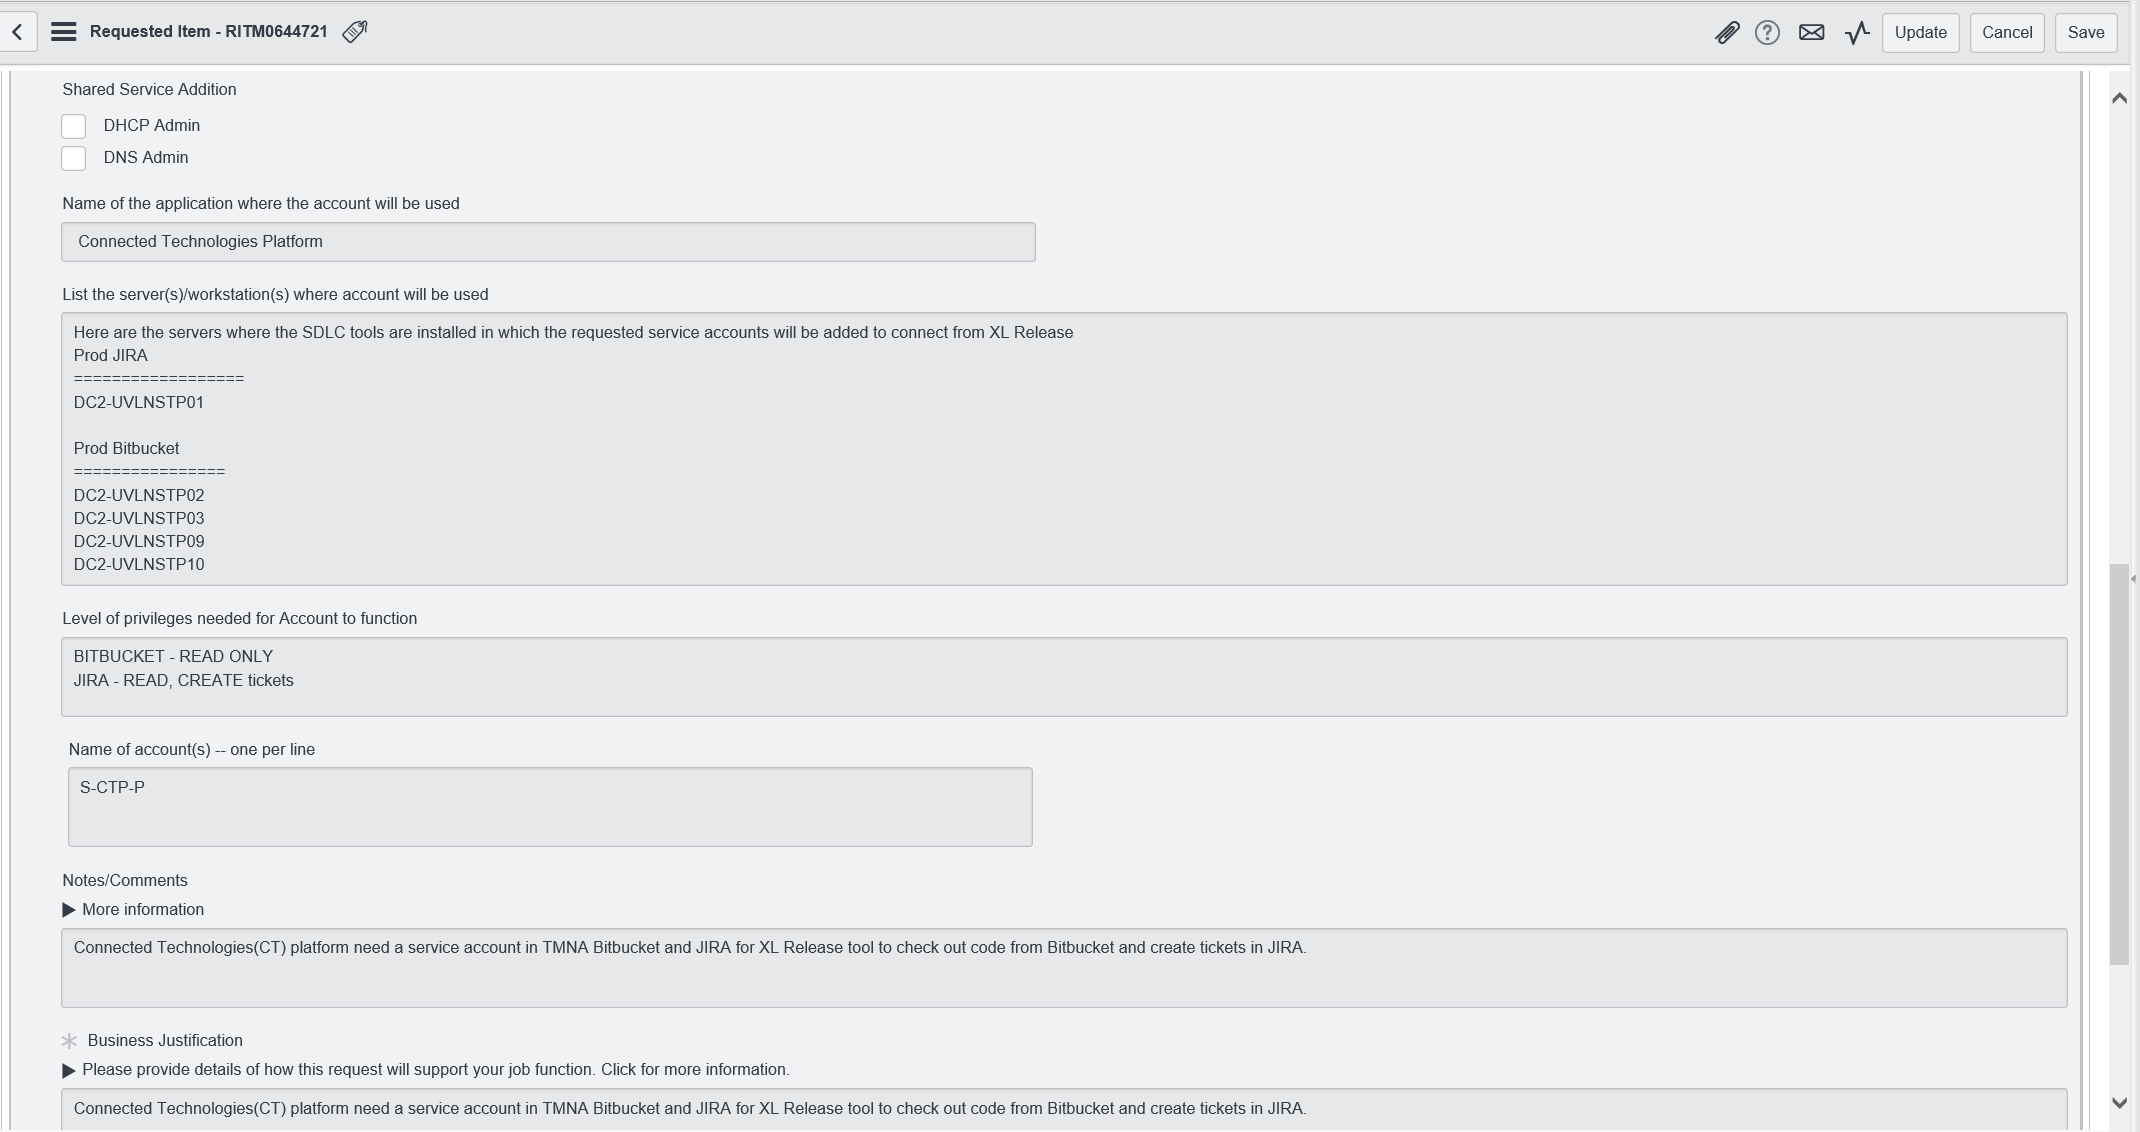 Requested Item - RITM0644721
Update
Cancel
Save
Shared Service Addition
DHCP Admin
DNS Admin
Name of the application where the account will be used
Connected Technologies Platform
List the server(s)/workstation(s) where account will be used
Here are the servers where the SDLC tools are installed in which the requested service accounts will be added to connect from XL Release
Prod JIRA
==================
DC2-UVLNSTP01
Prod Bitbucket
================
DC2-UVLNSTP02
DC2-UVLNSTP03
DC2-UVLNSTP09
DC2-UVLNSTP10
Level of privileges needed for Account to function
BITBUCKET - READ ONLY
JIRA - READ, CREATE tickets
Name of account(s) -- one per line
S-CTP-P
Notes/Comments
More information
Connected Technologies(CT) platform need a service account in TMNA Bitbucket and JIRA for XL Release tool to check out code from Bitbucket and create tickets in JIRA.
Business Justification
Please provide details of how this request will support your job function. Click for more information.
Connected Technologies(CT) platform need a service account in TMNA Bitbucket and JIRA for XL Release tool to check out code from Bitbucket and create tickets in JIRA.